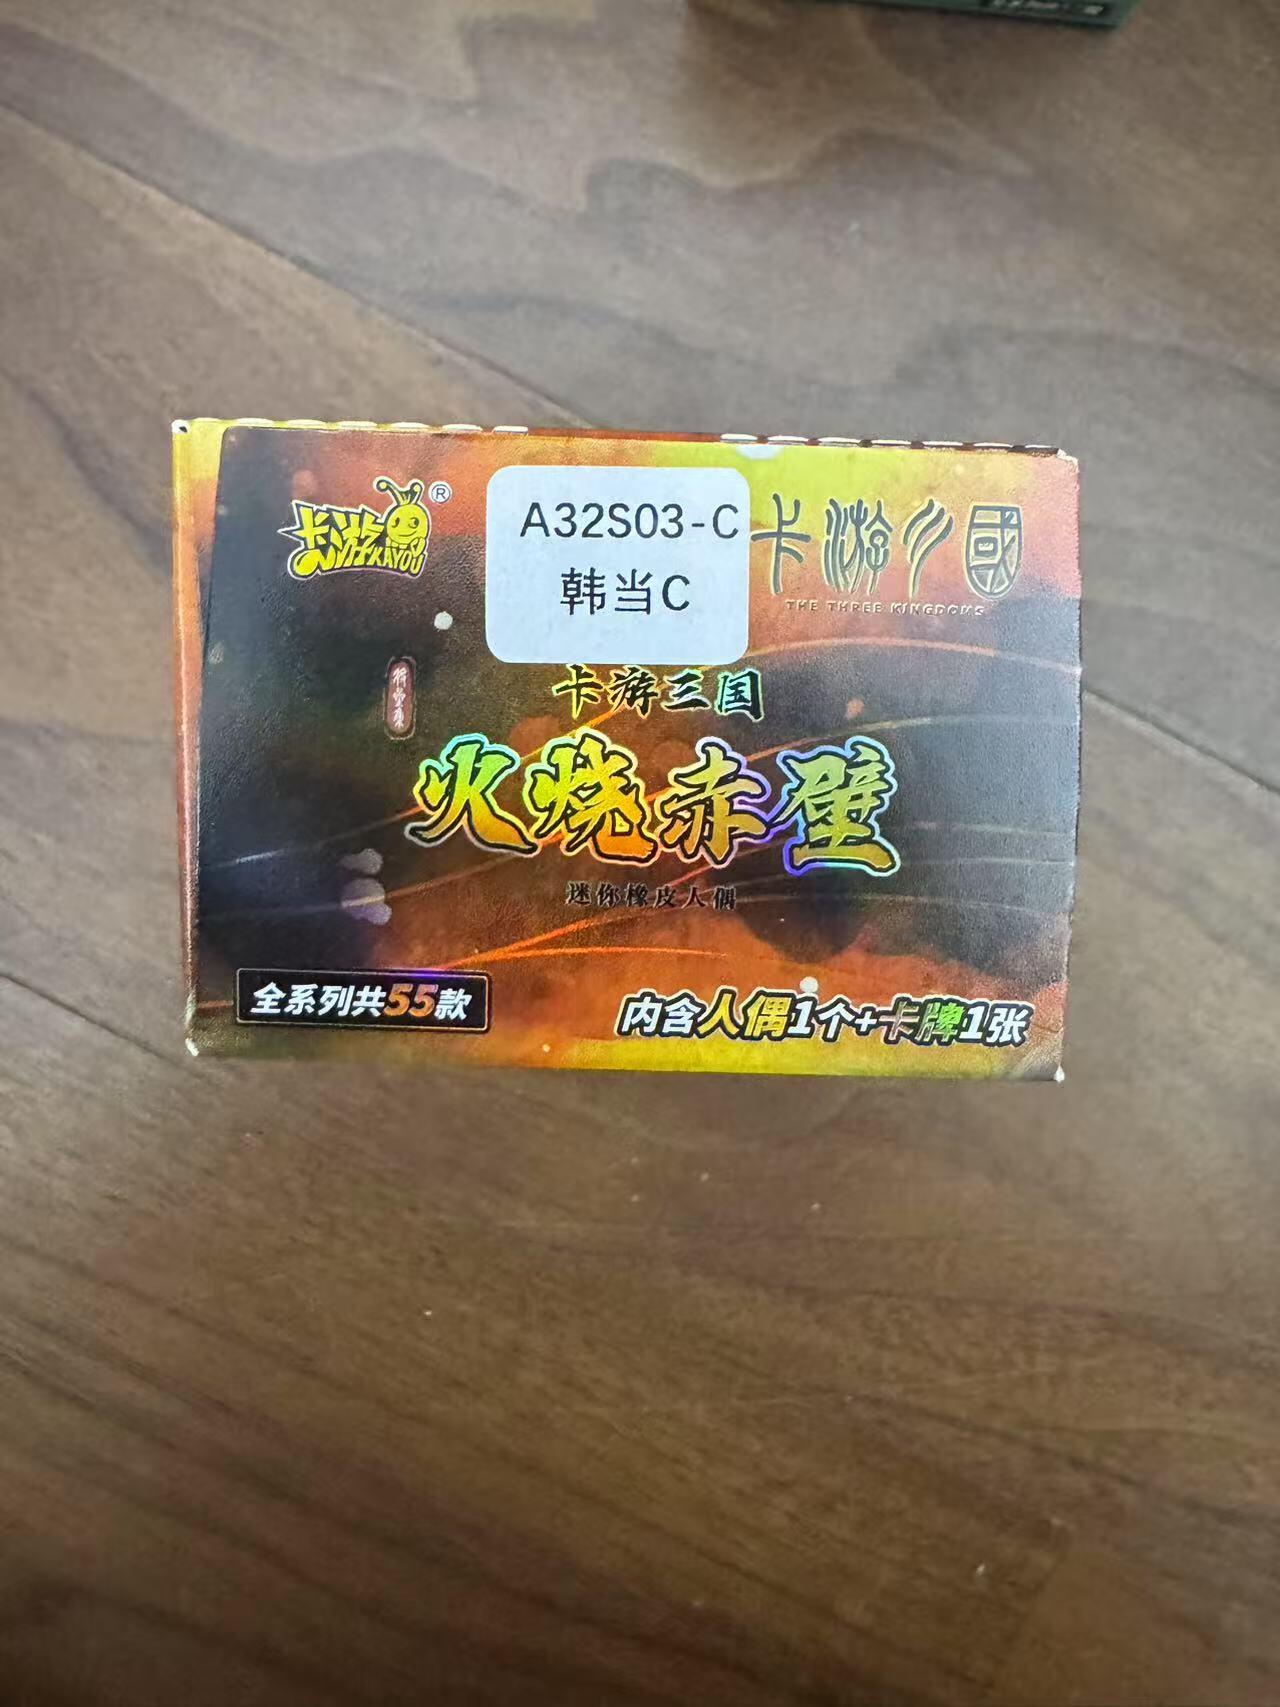 卡游
KAYOU
®
A32S03-C
韩当C
卡游三國
THE THREE KINGDOMS
卡游三国
火烧赤壁
迷你橡皮人偶
全系列共55款
内含人偶1个+卡牌1张